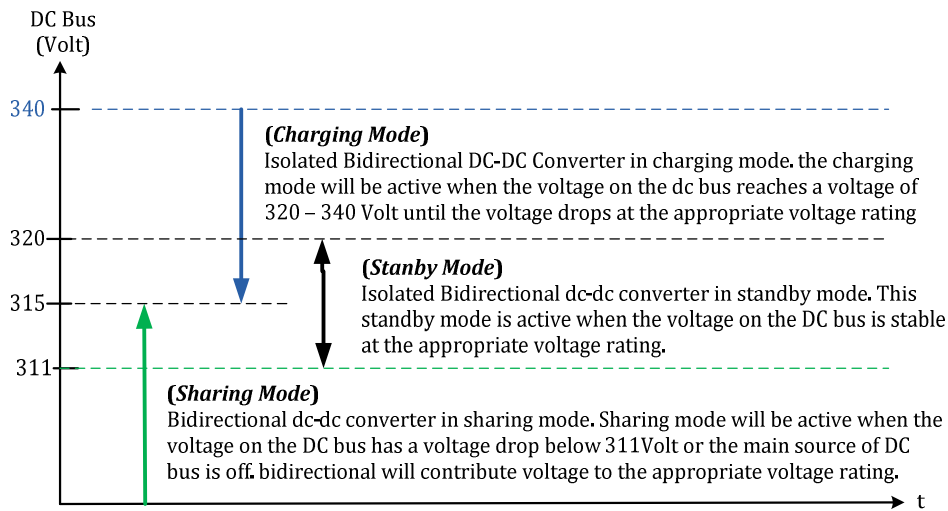 DC Bus
(Volt)
340
(Charging Mode)
Isolated Bidirectional DC-DC Converter in charging mode. the charging
mode will be active when the voltage on the dc bus reaches a voltage of
320 – 340 Volt until the voltage drops at the appropriate voltage rating
320
(Stanby Mode)
Isolated Bidirectional dc-dc converter in standby mode. This
standby mode is active when the voltage on the DC bus is stable
at the appropriate voltage rating.
315
311
(Sharing Mode)
Bidirectional dc-dc converter in sharing mode. Sharing mode will be active when the
voltage on the DC bus has a voltage drop below 311Volt or the main source of DC
bus is off. bidirectional will contribute voltage to the appropriate voltage rating.
t